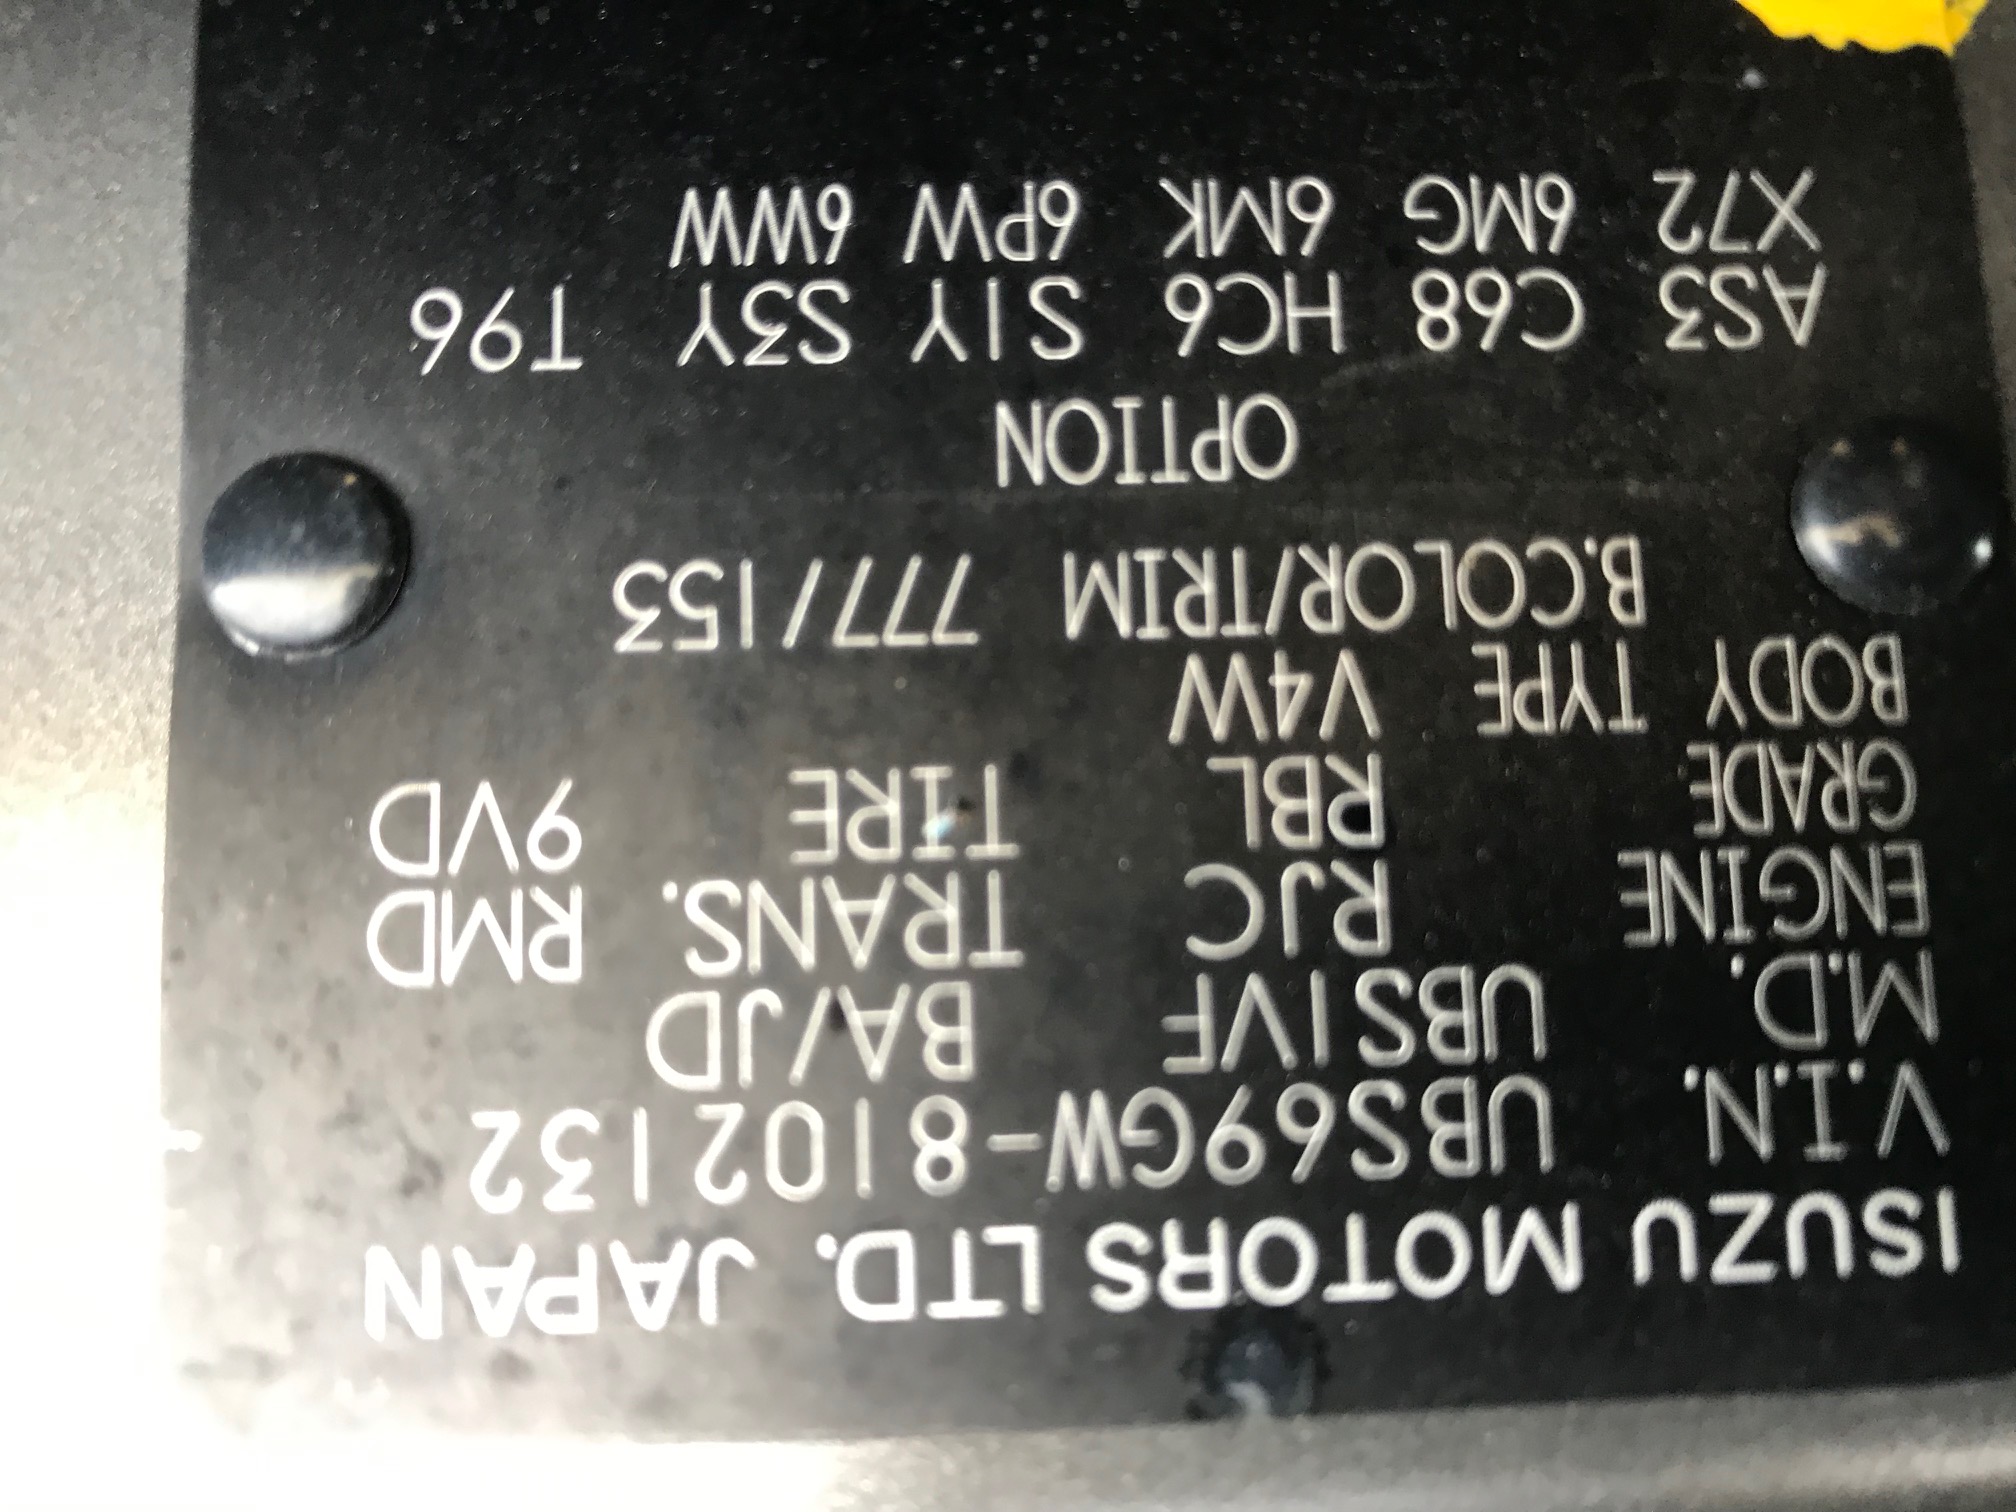 ISUZU MOTORS LTD. JAPAN
V.I.N. UBS69GW-8102132
M.D. UBS1VF BA/JD
ENGINE RJC TRANS. RMD
GRADE RBL TIRE 9VD
BODY TYPE V4W
B.COLOR/TRIM 777/153
OPTION
AS3 C68 HC6 S1Y S3Y T96
X72 6MG 6MK 6PW 6WW